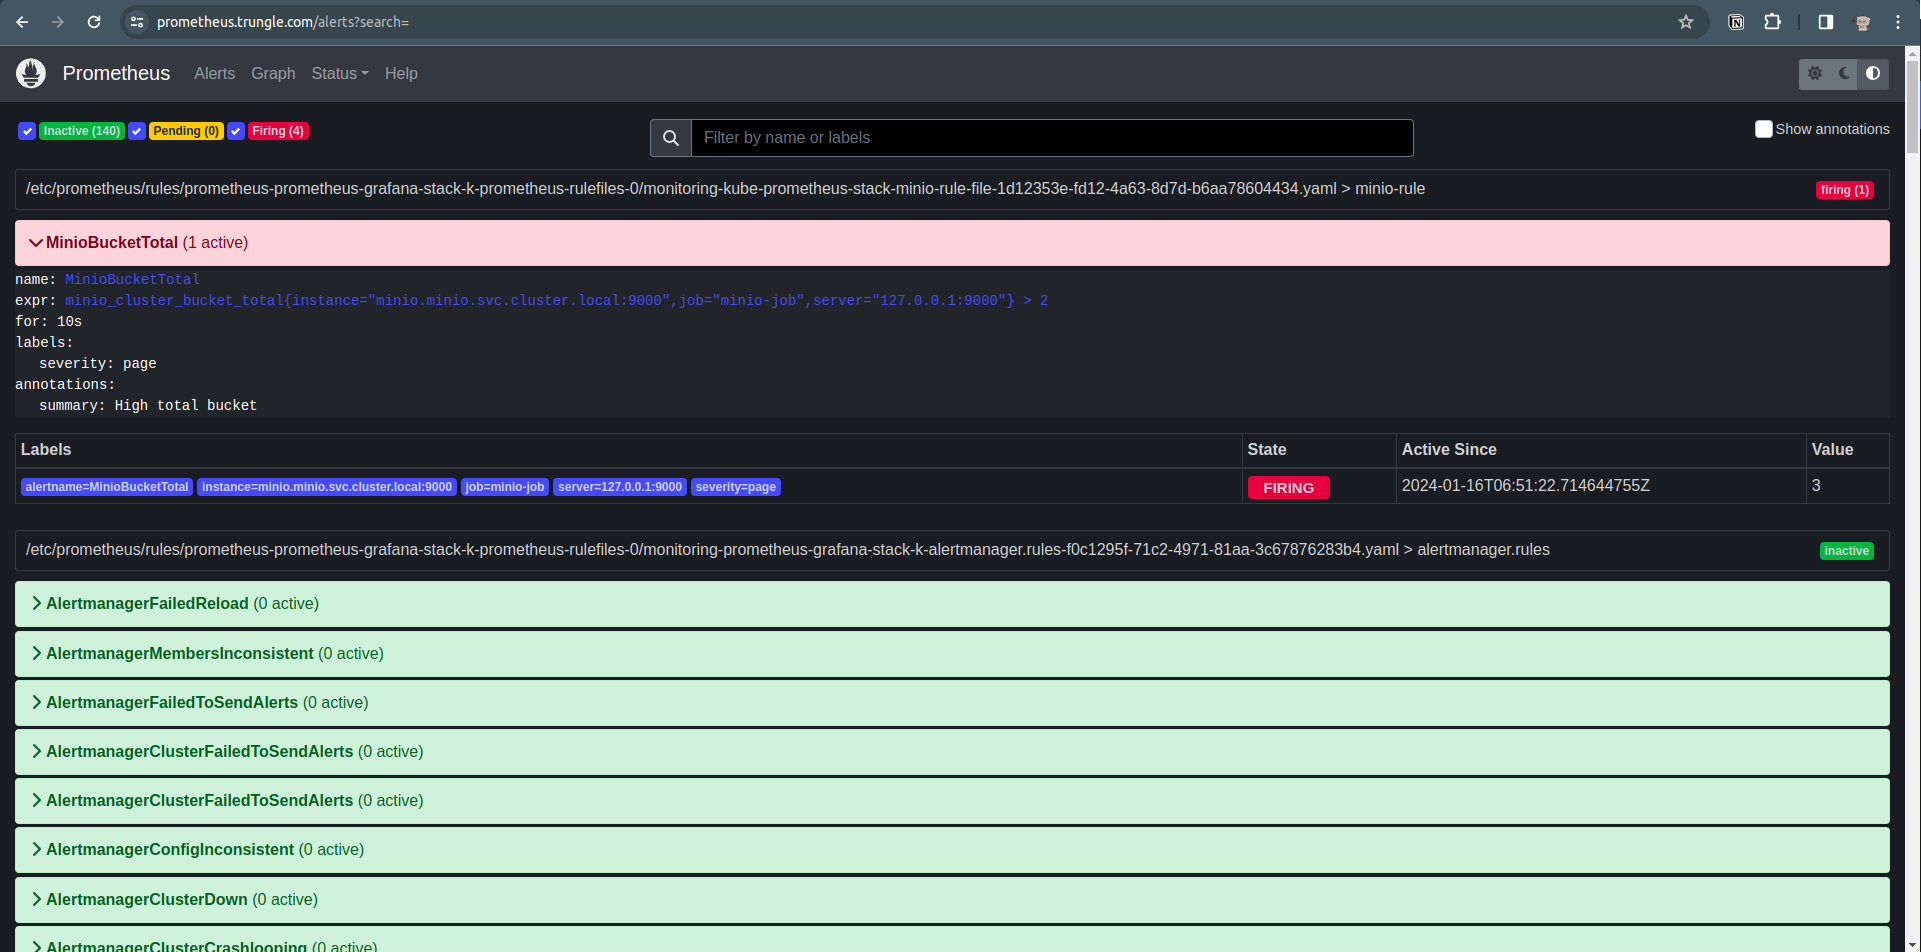 prometheus.trungle.com/alerts?search=
Prometheus Alerts Graph Status Help
Inactive (140) Pending (0) Firing (4) Filter by name or labels Show annotations
/etc/prometheus/rules/prometheus-prometheus-grafana-stack-k-prometheus-rulefiles-0/monitoring-kube-prometheus-stack-minio-rule-file-1d12353e-fd12-4a63-8d7d-b6aa78604434.yaml > minio-rule firing (1)
MinioBucketTotal (1 active)
name: MinioBucketTotal
expr: minio_cluster_bucket_total{instance="minio.minio.svc.cluster.local:9000",job="minio-job",server="127.0.0.1:9000"} > 2
for: 10s
labels:
severity: page
annotations:
summary: High total bucket
Labels State Active Since Value
alertname=MinioBucketTotal instance=minio.minio.svc.cluster.local:9000 job=minio-job server=127.0.0.1:9000 severity=page FIRING 2024-01-16T06:51:22.714644755Z 3
/etc/prometheus/rules/prometheus-prometheus-grafana-stack-k-prometheus-rulefiles-0/monitoring-prometheus-grafana-stack-k-alertmanager.rules-f0c1295f-71c2-4971-81aa-3c67876283b4.yaml > alertmanager.rules inactive
AlertmanagerFailedReload (0 active)
AlertmanagerMembersInconsistent (0 active)
AlertmanagerFailedToSendAlerts (0 active)
AlertmanagerClusterFailedToSendAlerts (0 active)
AlertmanagerClusterFailedToSendAlerts (0 active)
AlertmanagerConfigInconsistent (0 active)
AlertmanagerClusterDown (0 active)
AlertmanagerClusterCrashlooping (0 active)